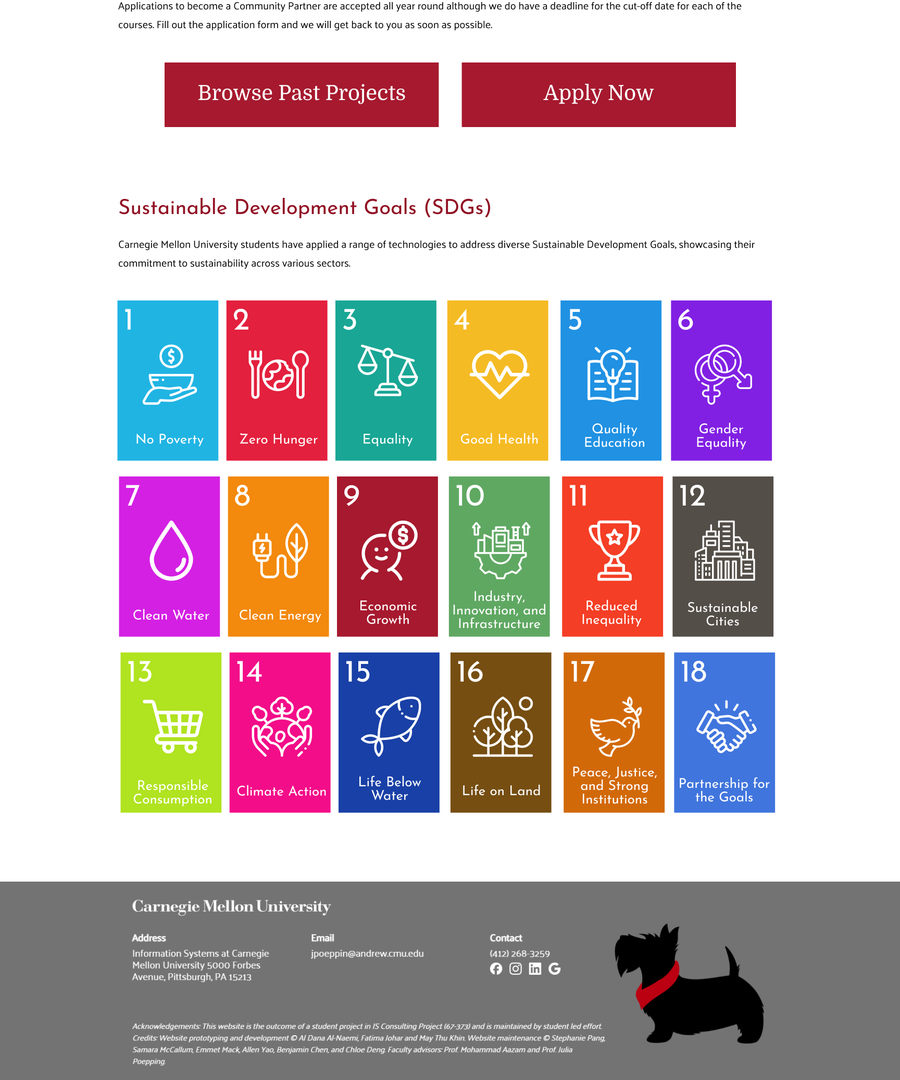 Applications to become a Community Partner are accepted all year round although we do have a deadline for the cut-off date for each of the
courses. Fill out the application form and we will get back to you as soon as possible.
Browse Past Projects
Apply Now
Sustainable Development Goals (SDGs)
Carnegie Mellon University students have applied a range of technologies to address diverse Sustainable Development Goals, showcasing their
commitment to sustainability across various sectors.
1
No Poverty
2
Zero Hunger
3
Equality
4
Good Health
5
Quality
Education
6
Gender
Equality
7
Clean Water
8
Clean Energy
9
Economic
Growth
10
Industry,
Innovation, and
Infrastructure
11
Reduced
Inequality
12
Sustainable
Cities
13
Responsible
Consumption
14
Climate Action
15
Life Below
Water
16
Life on Land
17
Peace, Justice,
and Strong
Institutions
18
Partnership for
the Goals
Carnegie Mellon University
Address
Information Systems at Carnegie
Mellon University 5000 Forbes
Avenue, Pittsburgh, PA 15213
Email
jpoeppin@andrew.cmu.edu
Contact
(412) 268-3259
Acknowledgements: This website is the outcome of a student project in IS Consulting Project (67-373) and is maintained by student led effort.
Credits: Website prototyping and development © Al Dana Al-Naemi, Fatima Iohar and May Thu Khin. Website maintenance © Stephanie Pang,
Samara McCallum, Emmet Mack, Allen Yao, Benjamin Chen, and Chloe Deng. Faculty advisors: Prof. Mohammad Aazam and Prof. Julia
Poepping.